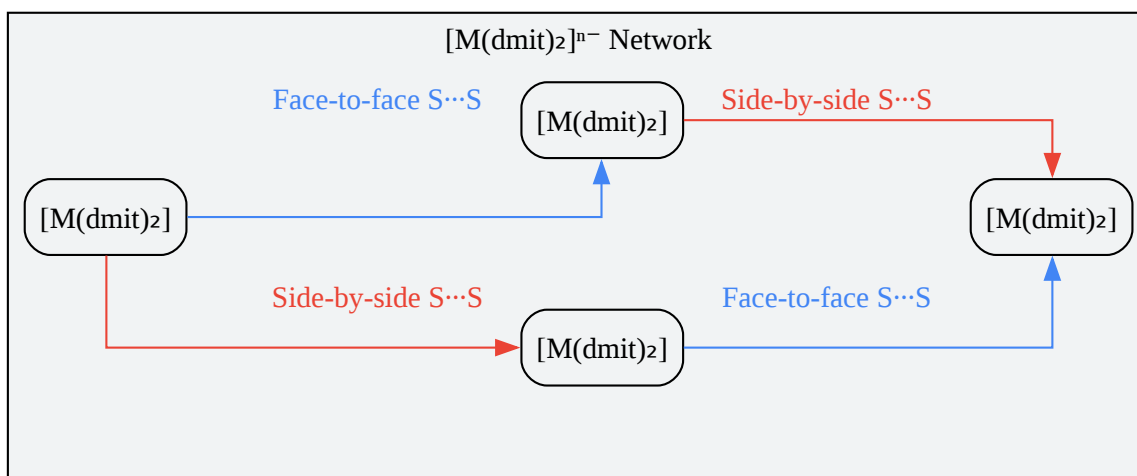 [M(dmit)₂]ⁿ⁻ Network
Face-to-face S···S
Side-by-side S···S
[M(dmit)₂]
[M(dmit)₂]
[M(dmit)₂]
Side-by-side S···S
Face-to-face S···S
[M(dmit)₂]